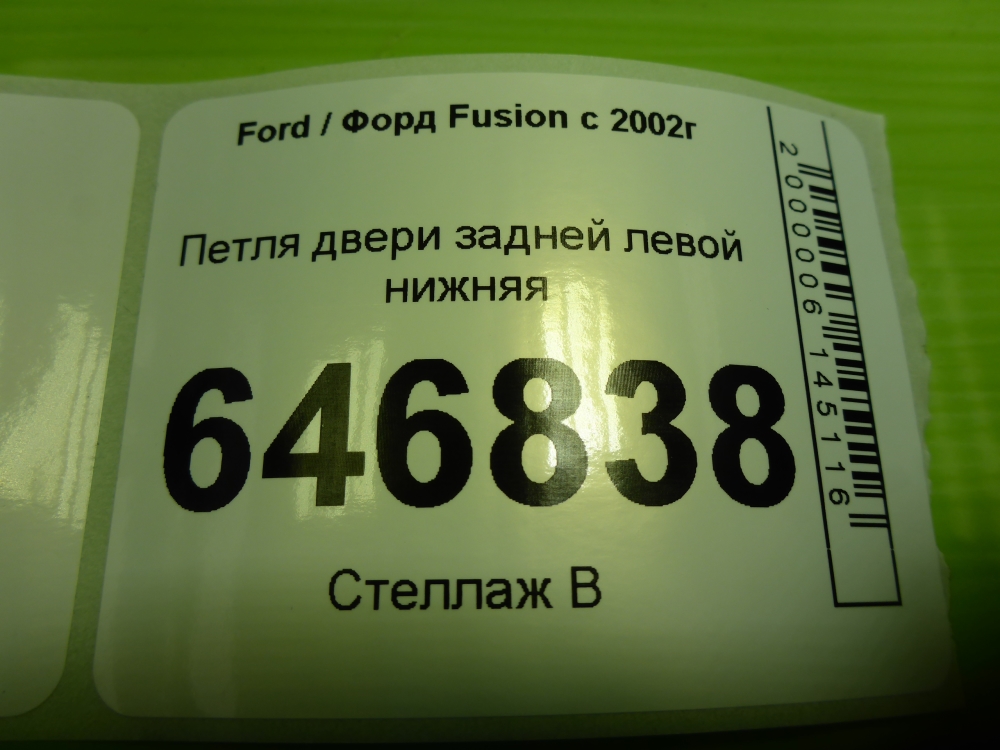 Ford / Форд Fusion с 2002г
Петля двери задней левой
нижняя
646838
Стеллаж В
2000006145116